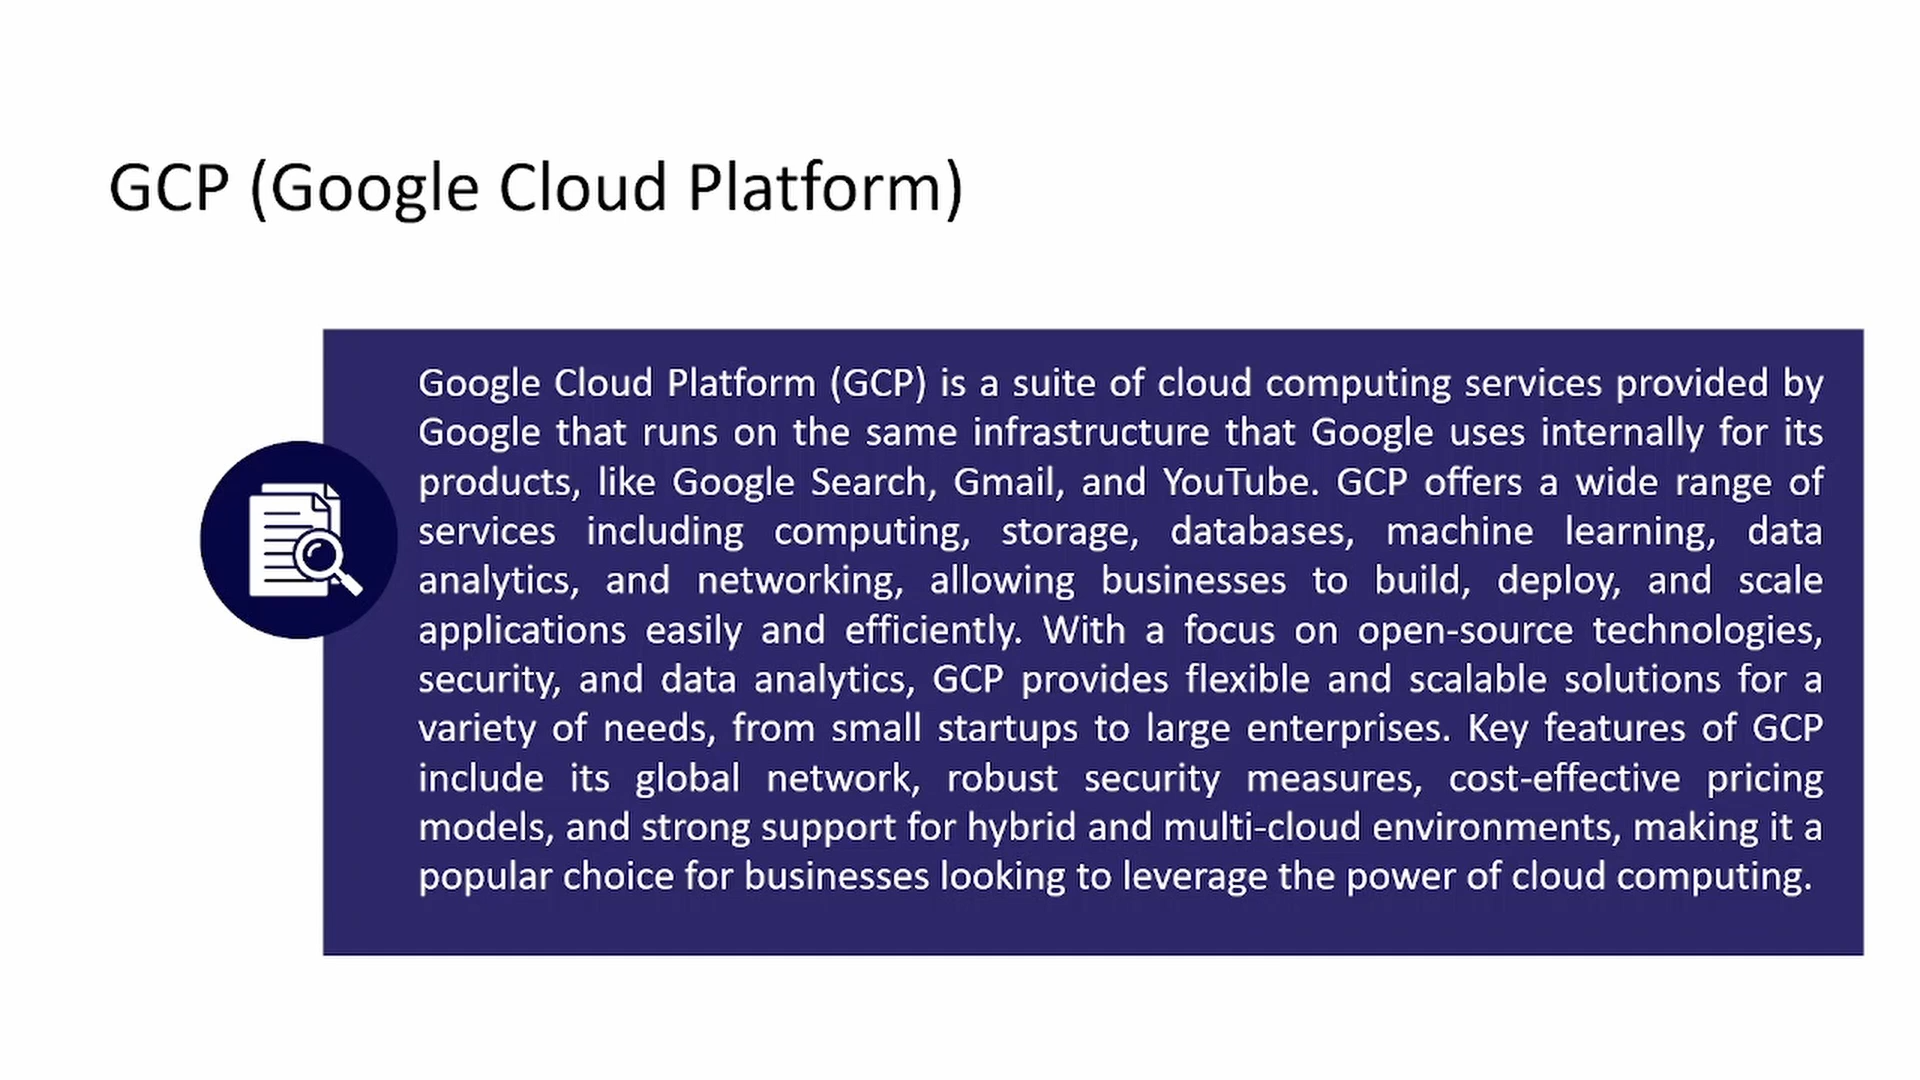 GCP (Google Cloud Platform)
Google Cloud Platform (GCP) is a suite of cloud computing services provided by
Google that runs on the same infrastructure that Google uses internally for its
products, like Google Search, Gmail, and YouTube. GCP offers a wide range of
services including computing, storage, databases, machine learning, data
analytics, and networking, allowing businesses to build, deploy, and scale
applications easily and efficiently. With a focus on open-source technologies,
security, and data analytics, GCP provides flexible and scalable solutions for a
variety of needs, from small startups to large enterprises. Key features of GCP
include its global network, robust security measures, cost-effective pricing
models, and strong support for hybrid and multi-cloud environments, making it a
popular choice for businesses looking to leverage the power of cloud computing.